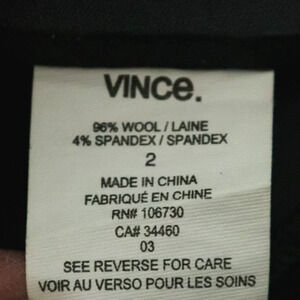 VINCe.
96% WOOL / LAINE
4% SPANDEX / SPANDEX
2
MADE IN CHINA
FABRIQUÉ EN CHINE
RN# 106730
CA# 34460
03
SEE REVERSE FOR CARE
VOIR AU VERSO POUR LES SOINS